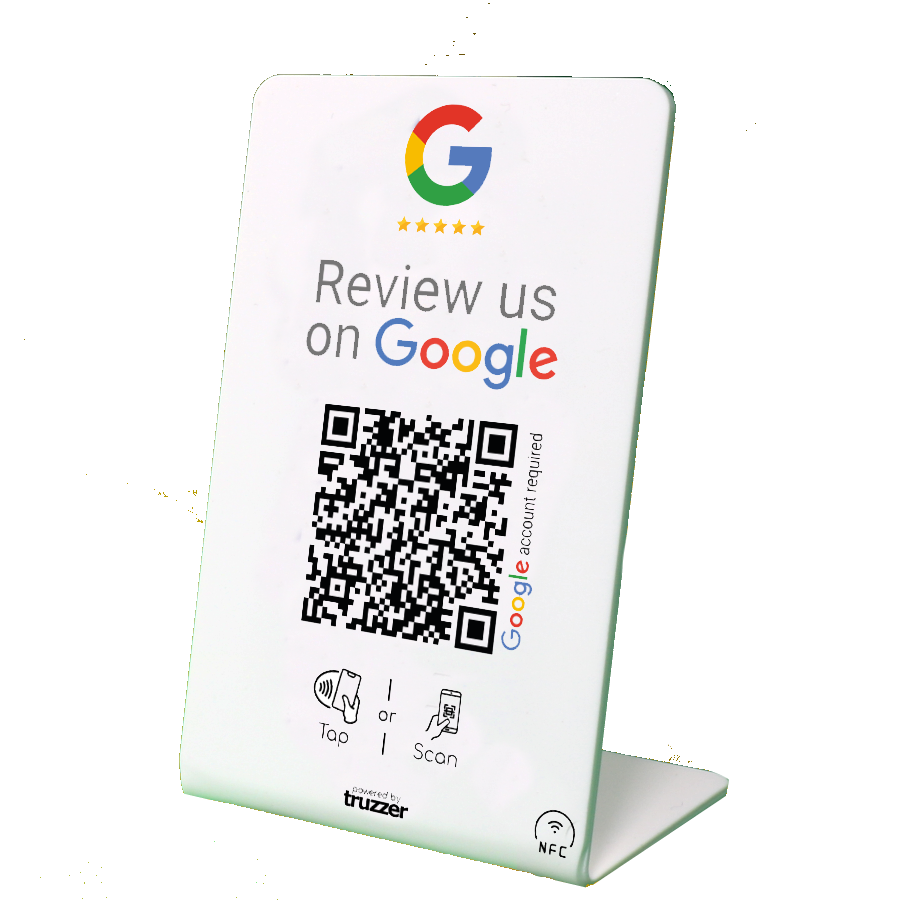 G
Review us
on Google
Google account required
Tap
or
Scan
powered by
truzzer
NFC